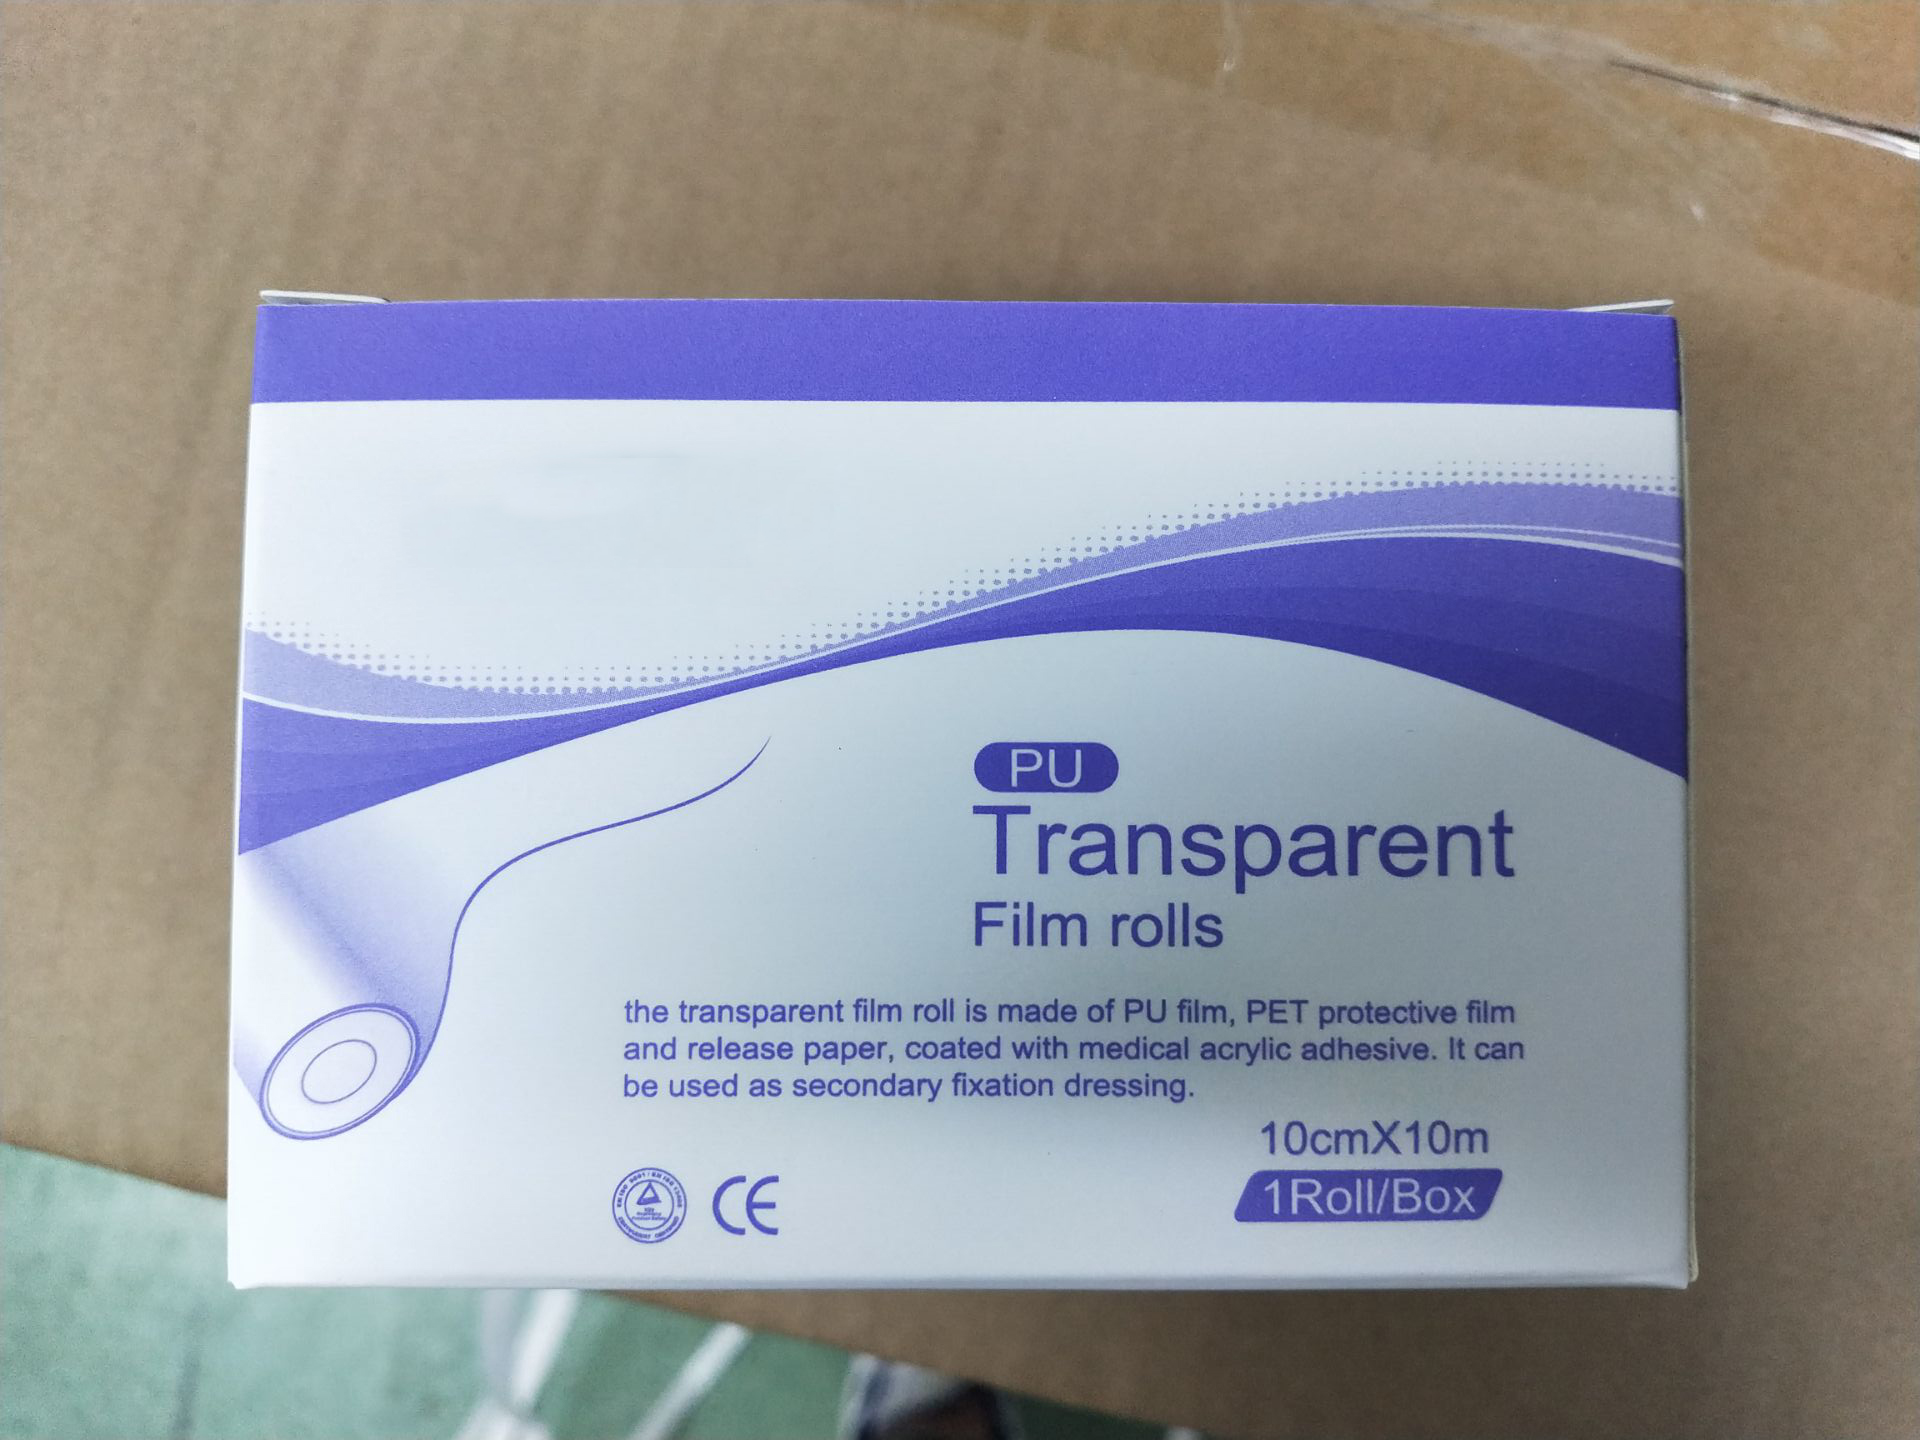 PU
Transparent
Film rolls
the transparent film roll is made of PU film, PET protective film
and release paper, coated with medical acrylic adhesive. It can
be used as secondary fixation dressing.
10cmX10m
1Roll/Box
CE